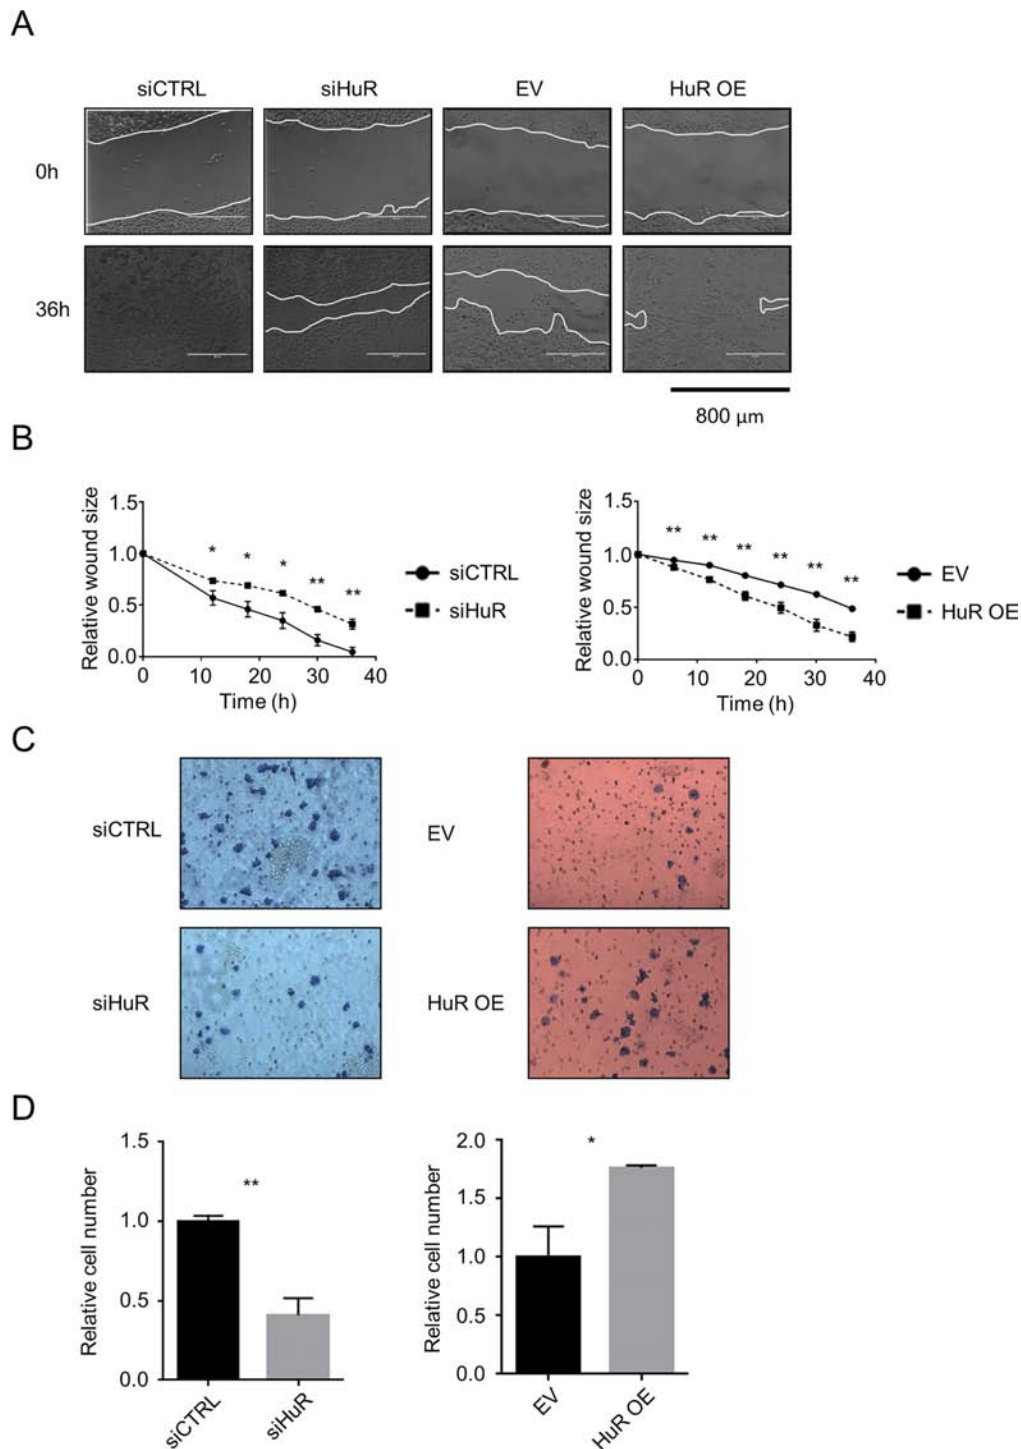 A
siCTRL siHuR EV HuR OE
0h
36h
800 µm
B
Relative wound size
1.5
1.0
0.5
0.0
* * * ** **
0 10 20 30 40
Time (h)
siCTRL
siHuR
Relative wound size
1.5
1.0
0.5
0.0
** ** ** ** ** **
0 10 20 30 40
Time (h)
EV
HuR OE
C
siCTRL
EV
siHuR
HuR OE
D
Relative cell number
1.5
1.0
0.5
0.0
**
siCTRL
siHuR
Relative cell number
2.0
1.5
1.0
0.5
0.0
*
EV
HuR OE